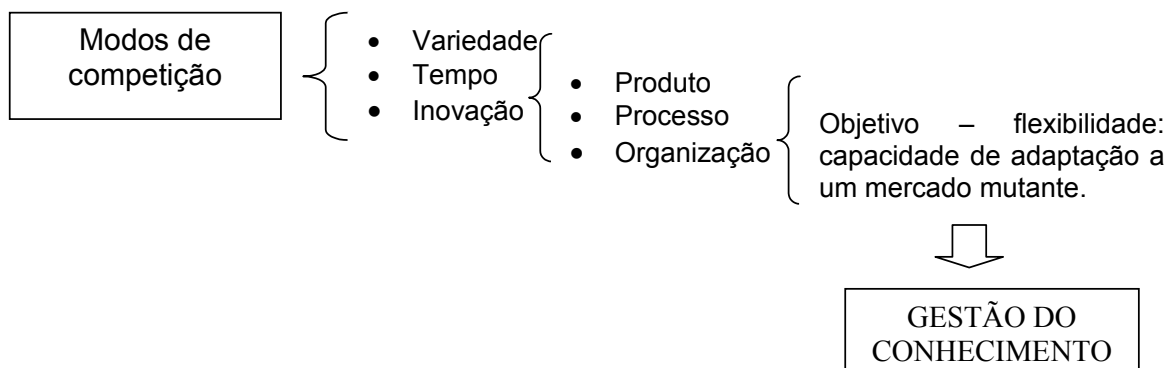 Modos de
competição
• Variedade
• Tempo
• Inovação
• Produto
• Processo
• Organização
Objetivo – flexibilidade:
capacidade de adaptação a
um mercado mutante.
GESTÃO DO
CONHECIMENTO